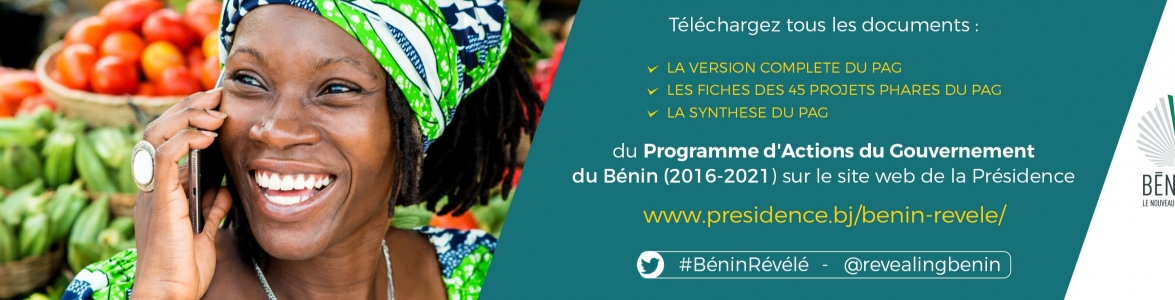 Téléchargez tous les documents :
LA VERSION COMPLETE DU PAG
LES FICHES DES 45 PROJETS PHARES DU PAG
LA SYNTHESE DU PAG
du Programme d'Actions du Gouvernement
du Bénin (2016-2021) sur le site web de la Présidence
www.presidence.bj/benin-revele/
#BéninRévélé - @revealingbenin
LE NOUVEAU